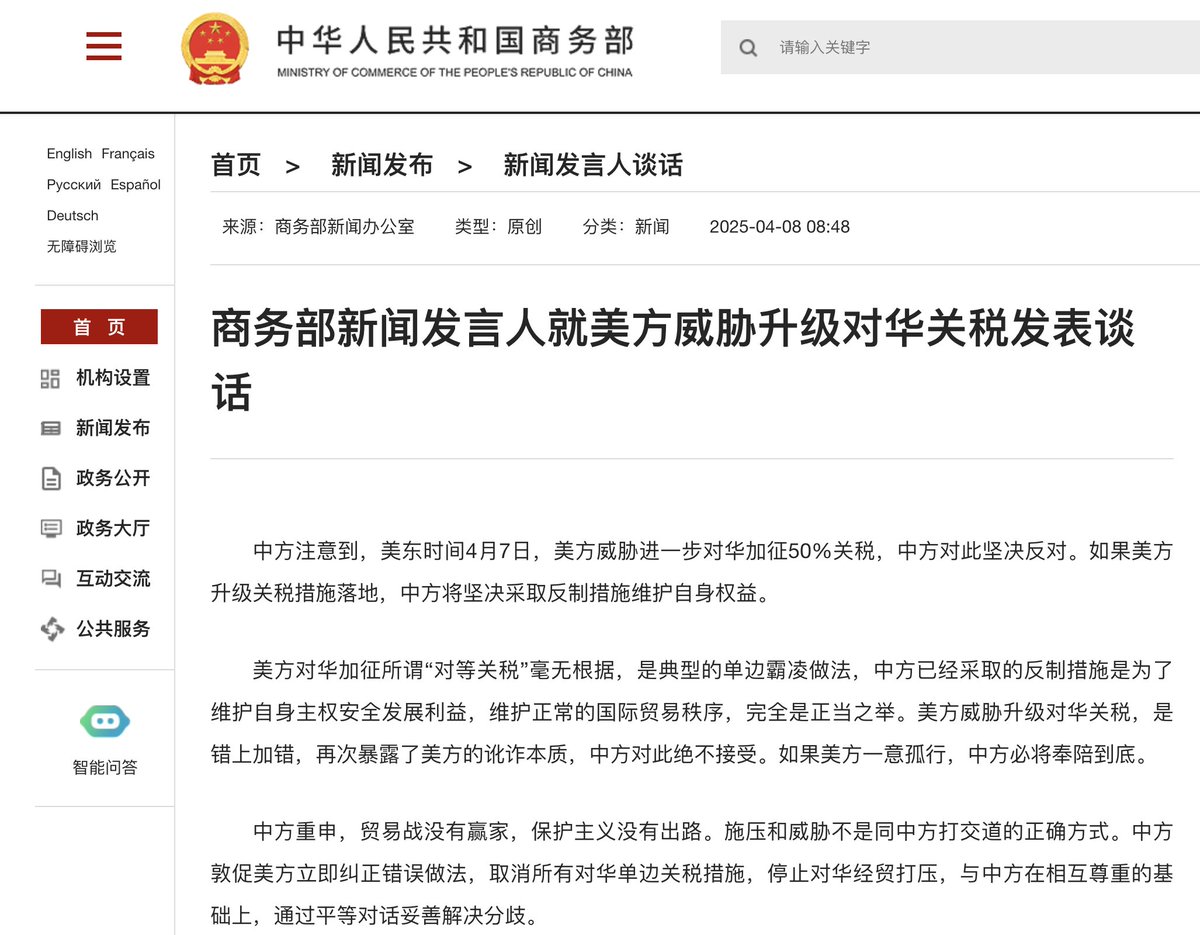 中华人民共和国商务部
MINISTRY OF COMMERCE OF THE PEOPLE'S REPUBLIC OF CHINA
请输入关键字
English Français
Русский Español
Deutsch
无障碍浏览
首 页
机构设置
新闻发布
政务公开
政务大厅
互动交流
公共服务
智能问答
首页 > 新闻发布 > 新闻发言人谈话
来源：商务部新闻办公室 类型：原创 分类：新闻 2025-04-08 08:48
商务部新闻发言人就美方威胁升级对华关税发表谈
话
中方注意到，美东时间4月7日，美方威胁进一步对华加征50%关税，中方对此坚决反对。如果美方
升级关税措施落地，中方将坚决采取反制措施维护自身权益。
美方对华加征所谓“对等关税”毫无根据，是典型的单边霸凌做法，中方已经采取的反制措施是为了
维护自身主权安全发展利益，维护正常的国际贸易秩序，完全是正当之举。美方威胁升级对华关税，是
错上加错，再次暴露了美方的讹诈本质，中方对此绝不接受。如果美方一意孤行，中方必将奉陪到底。
中方重申，贸易战没有赢家，保护主义没有出路。施压和威胁不是同中方打交道的正确方式。中方
敦促美方立即纠正错误做法，取消所有对华单边关税措施，停止对华经贸打压，与中方在相互尊重的基
础上，通过平等对话妥善解决分歧。